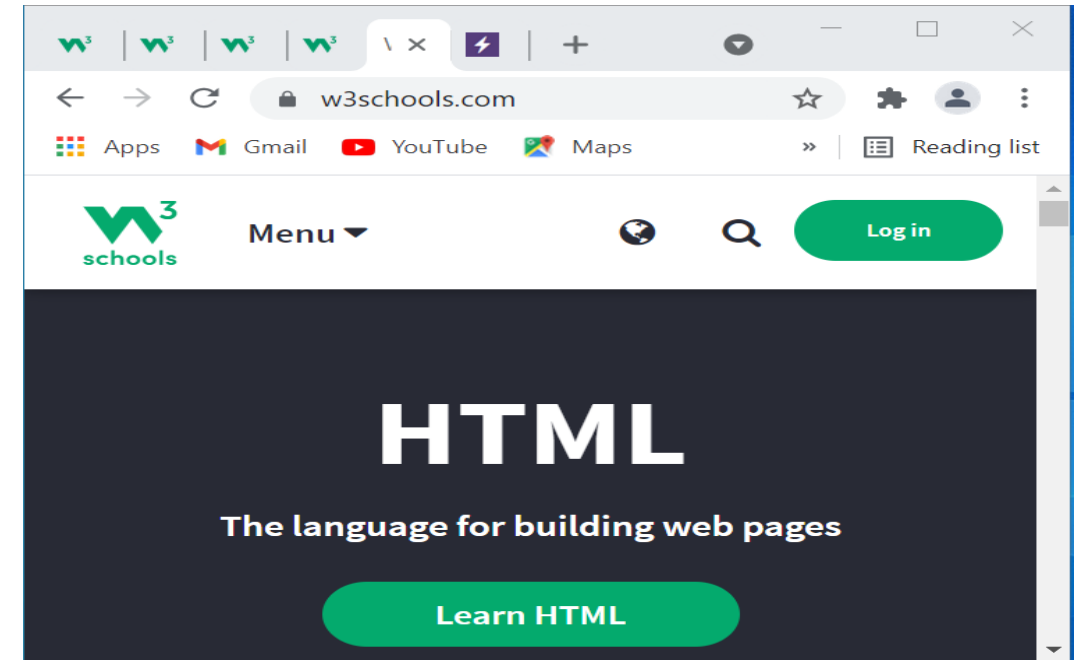 w3schools.com
Apps Gmail YouTube Maps » Reading list
3
schools
Menu
Log in
HTML
The language for building web pages
Learn HTML